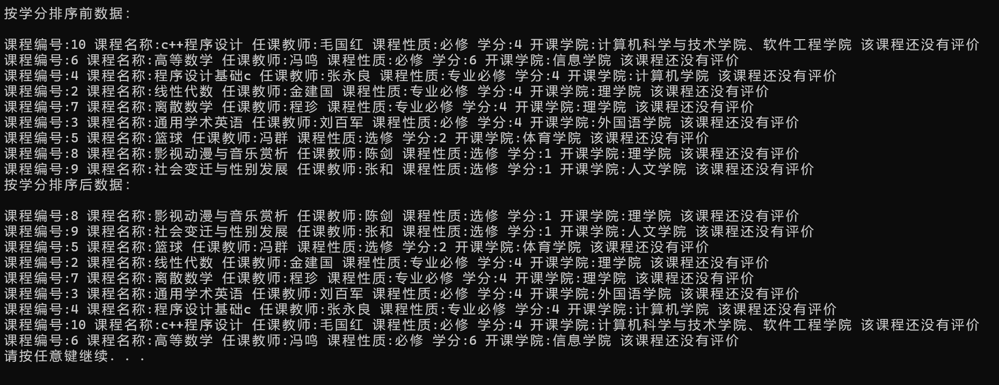 按学分排序前数据：
课程编号:10 课程名称:c++程序设计 任课教师:毛国红 课程性质:必修 学分:4 开课学院:计算机科学与技术学院、软件工程学院 该课程还没有评价
课程编号:6 课程名称:高等数学 任课教师:冯鸣 课程性质:必修 学分:6 开课学院:信息学院 该课程还没有评价
课程编号:4 课程名称:程序设计基础c 任课教师:张永良 课程性质:专业必修 学分:4 开课学院:计算机学院 该课程还没有评价
课程编号:2 课程名称:线性代数 任课教师:金建国 课程性质:专业必修 学分:4 开课学院:理学院 该课程还没有评价
课程编号:7 课程名称:离散数学 任课教师:程珍 课程性质:专业必修 学分:4 开课学院:理学院 该课程还没有评价
课程编号:3 课程名称:通用学术英语 任课教师:刘百军 课程性质:必修 学分:4 开课学院:外国语学院 该课程还没有评价
课程编号:5 课程名称:篮球 任课教师:冯群 课程性质:选修 学分:2 开课学院:体育学院 该课程还没有评价
课程编号:8 课程名称:影视动漫与音乐赏析 任课教师:陈剑 课程性质:选修 学分:1 开课学院:理学院 该课程还没有评价
课程编号:9 课程名称:社会变迁与性别发展 任课教师:张和 课程性质:选修 学分:1 开课学院:人文学院 该课程还没有评价
按学分排序后数据：
课程编号:8 课程名称:影视动漫与音乐赏析 任课教师:陈剑 课程性质:选修 学分:1 开课学院:理学院 该课程还没有评价
课程编号:9 课程名称:社会变迁与性别发展 任课教师:张和 课程性质:选修 学分:1 开课学院:人文学院 该课程还没有评价
课程编号:5 课程名称:篮球 任课教师:冯群 课程性质:选修 学分:2 开课学院:体育学院 该课程还没有评价
课程编号:2 课程名称:线性代数 任课教师:金建国 课程性质:专业必修 学分:4 开课学院:理学院 该课程还没有评价
课程编号:7 课程名称:离散数学 任课教师:程珍 课程性质:专业必修 学分:4 开课学院:理学院 该课程还没有评价
课程编号:3 课程名称:通用学术英语 任课教师:刘百军 课程性质:必修 学分:4 开课学院:外国语学院 该课程还没有评价
课程编号:4 课程名称:程序设计基础c 任课教师:张永良 课程性质:专业必修 学分:4 开课学院:计算机学院 该课程还没有评价
课程编号:10 课程名称:c++程序设计 任课教师:毛国红 课程性质:必修 学分:4 开课学院:计算机科学与技术学院、软件工程学院 该课程还没有评价
课程编号:6 课程名称:高等数学 任课教师:冯鸣 课程性质:必修 学分:6 开课学院:信息学院 该课程还没有评价
请按任意键继续. . .